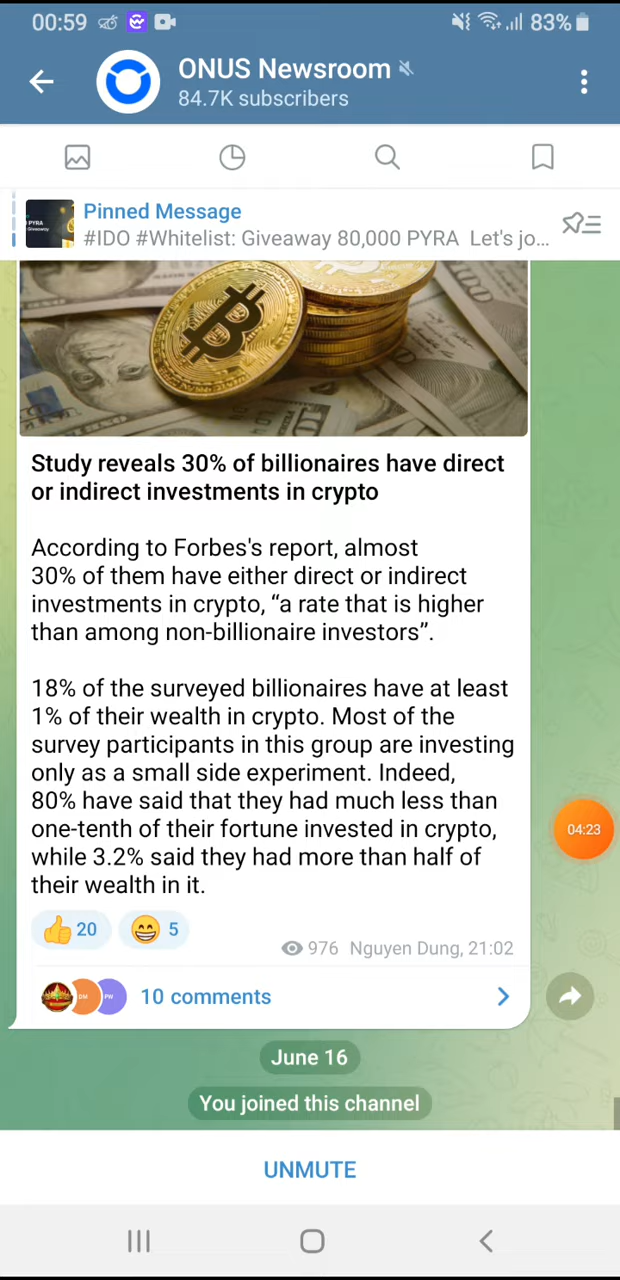 00:59
83%
ONUS Newsroom
84.7K subscribers
Pinned Message
#IDO #Whitelist: Giveaway 80,000 PYRA Let's jo...
PYRA
Giveaway
Study reveals 30% of billionaires have direct
or indirect investments in crypto
According to Forbes's report, almost
30% of them have either direct or indirect
investments in crypto, “a rate that is higher
than among non-billionaire investors”.
18% of the surveyed billionaires have at least
1% of their wealth in crypto. Most of the
survey participants in this group are investing
only as a small side experiment. Indeed,
80% have said that they had much less than
one-tenth of their fortune invested in crypto,
while 3.2% said they had more than half of
their wealth in it.
04:23
20
5
976 Nguyen Dung, 21:02
DM
PW
10 comments
June 16
You joined this channel
UNMUTE